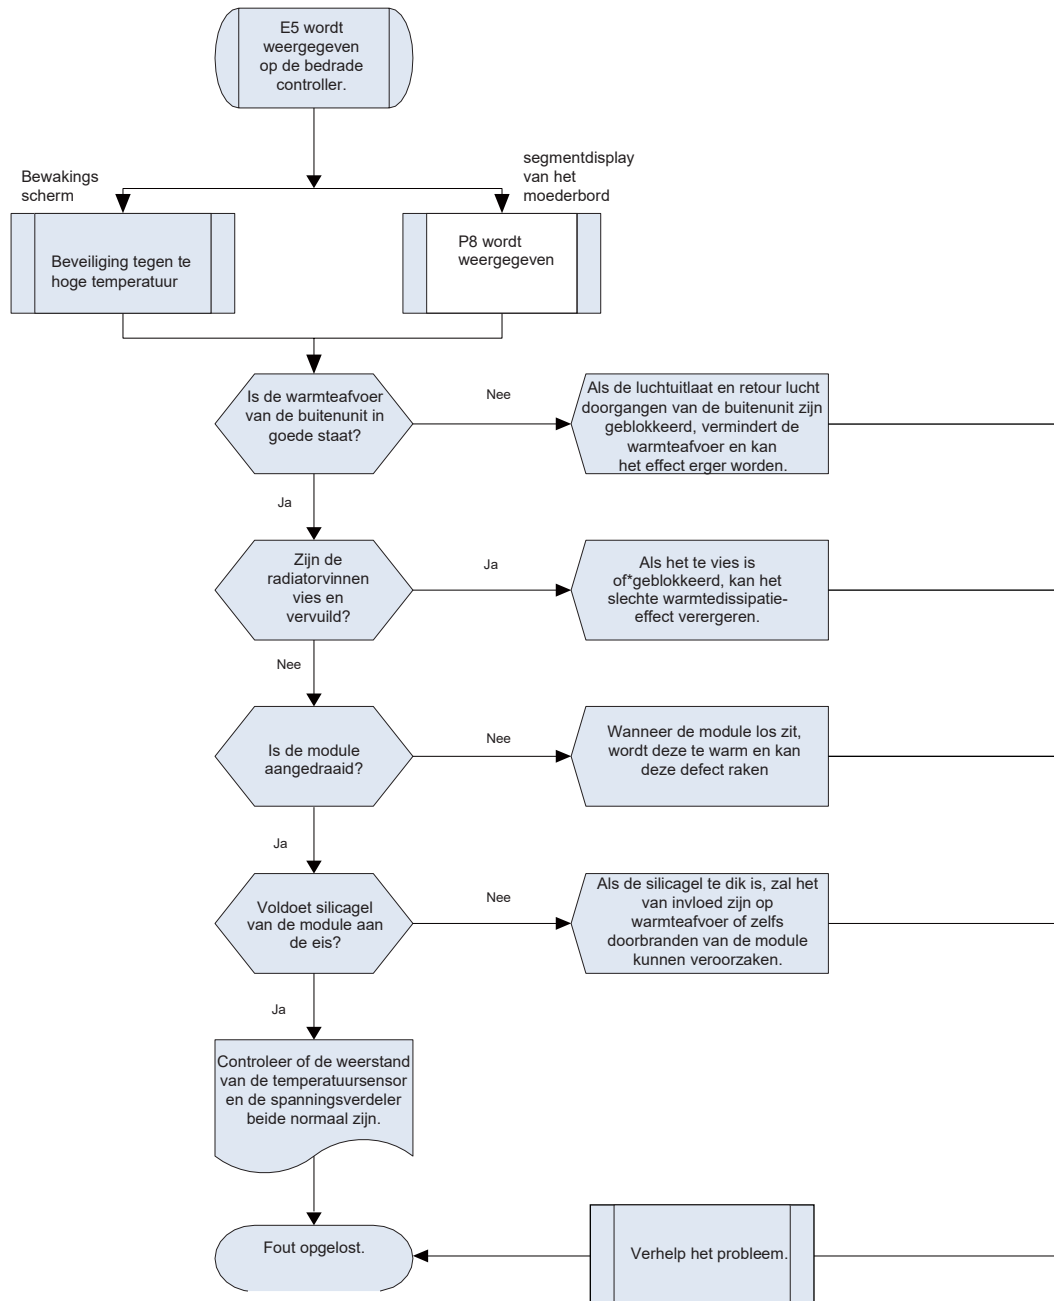 E5 wordt
weergegeven
op de bedrade
controller.
Bewakings
scherm
segmentdisplay
van het
moederbord
Beveiliging tegen te
hoge temperatuur
P8 wordt
weergegeven
Is de warmteafvoer
van de buitenunit in
goede staat?
Nee
Als de luchtuitlaat en retour lucht
doorgangen van de buitenunit zijn
geblokkeerd, vermindert de
warmteafvoer en kan
het effect erger worden.
Ja
Zijn de
radiatorvinnen
vies en
vervuild?
Ja
Als het te vies is
of*geblokkeerd, kan het
slechte warmtedissipatie-
effect verergeren.
Nee
Is de module
aangedraaid?
Nee
Wanneer de module los zit,
wordt deze te warm en kan
deze defect raken
Ja
Voldoet silicagel
van de module aan
de eis?
Nee
Als de silicagel te dik is, zal het
van invloed zijn op
warmteafvoer of zelfs
doorbranden van de module
kunnen veroorzaken.
Ja
Controleer of de weerstand
van de temperatuursensor
en de spanningsverdeler
beide normaal zijn.
Fout opgelost.
Verhelp het probleem.